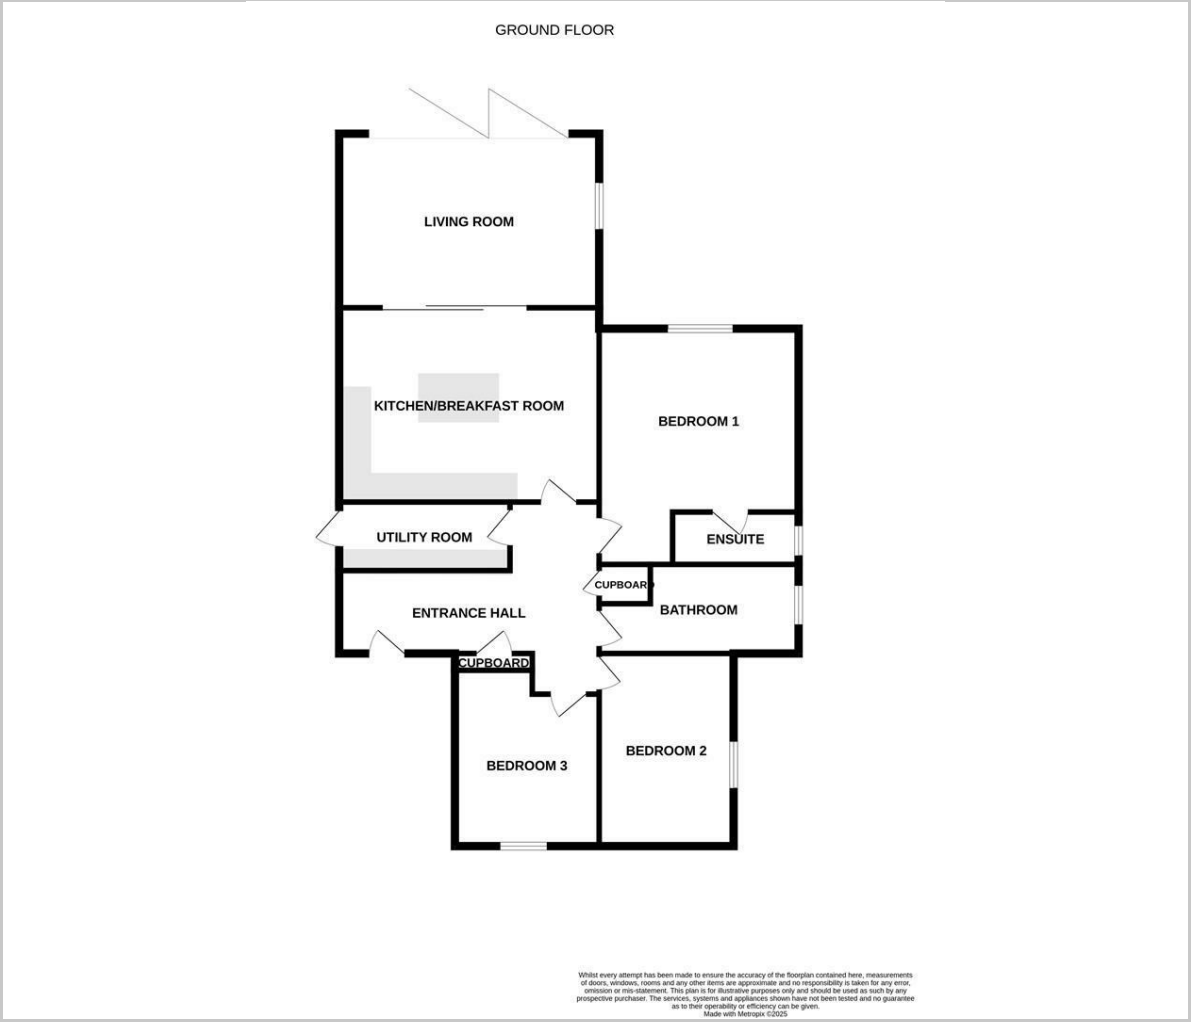 GROUND FLOOR
LIVING ROOM
KITCHEN/BREAKFAST ROOM
BEDROOM 1
UTILITY ROOM
ENSUITE
CUPBOARD
BATHROOM
ENTRANCE HALL
CUPBOARD
BEDROOM 2
BEDROOM 3
Whilst every attempt has been made to ensure the accuracy of the floorplan contained here, measurements
of doors, windows, rooms and any other items are approximate and no responsibility is taken for any error,
omission or mis-statement. This plan is for illustrative purposes only and should be used as such by any
prospective purchaser. The services, systems and appliances shown have not been tested and no guarantee
as to their operability or efficiency can be given.
Made with Metropix ©2025